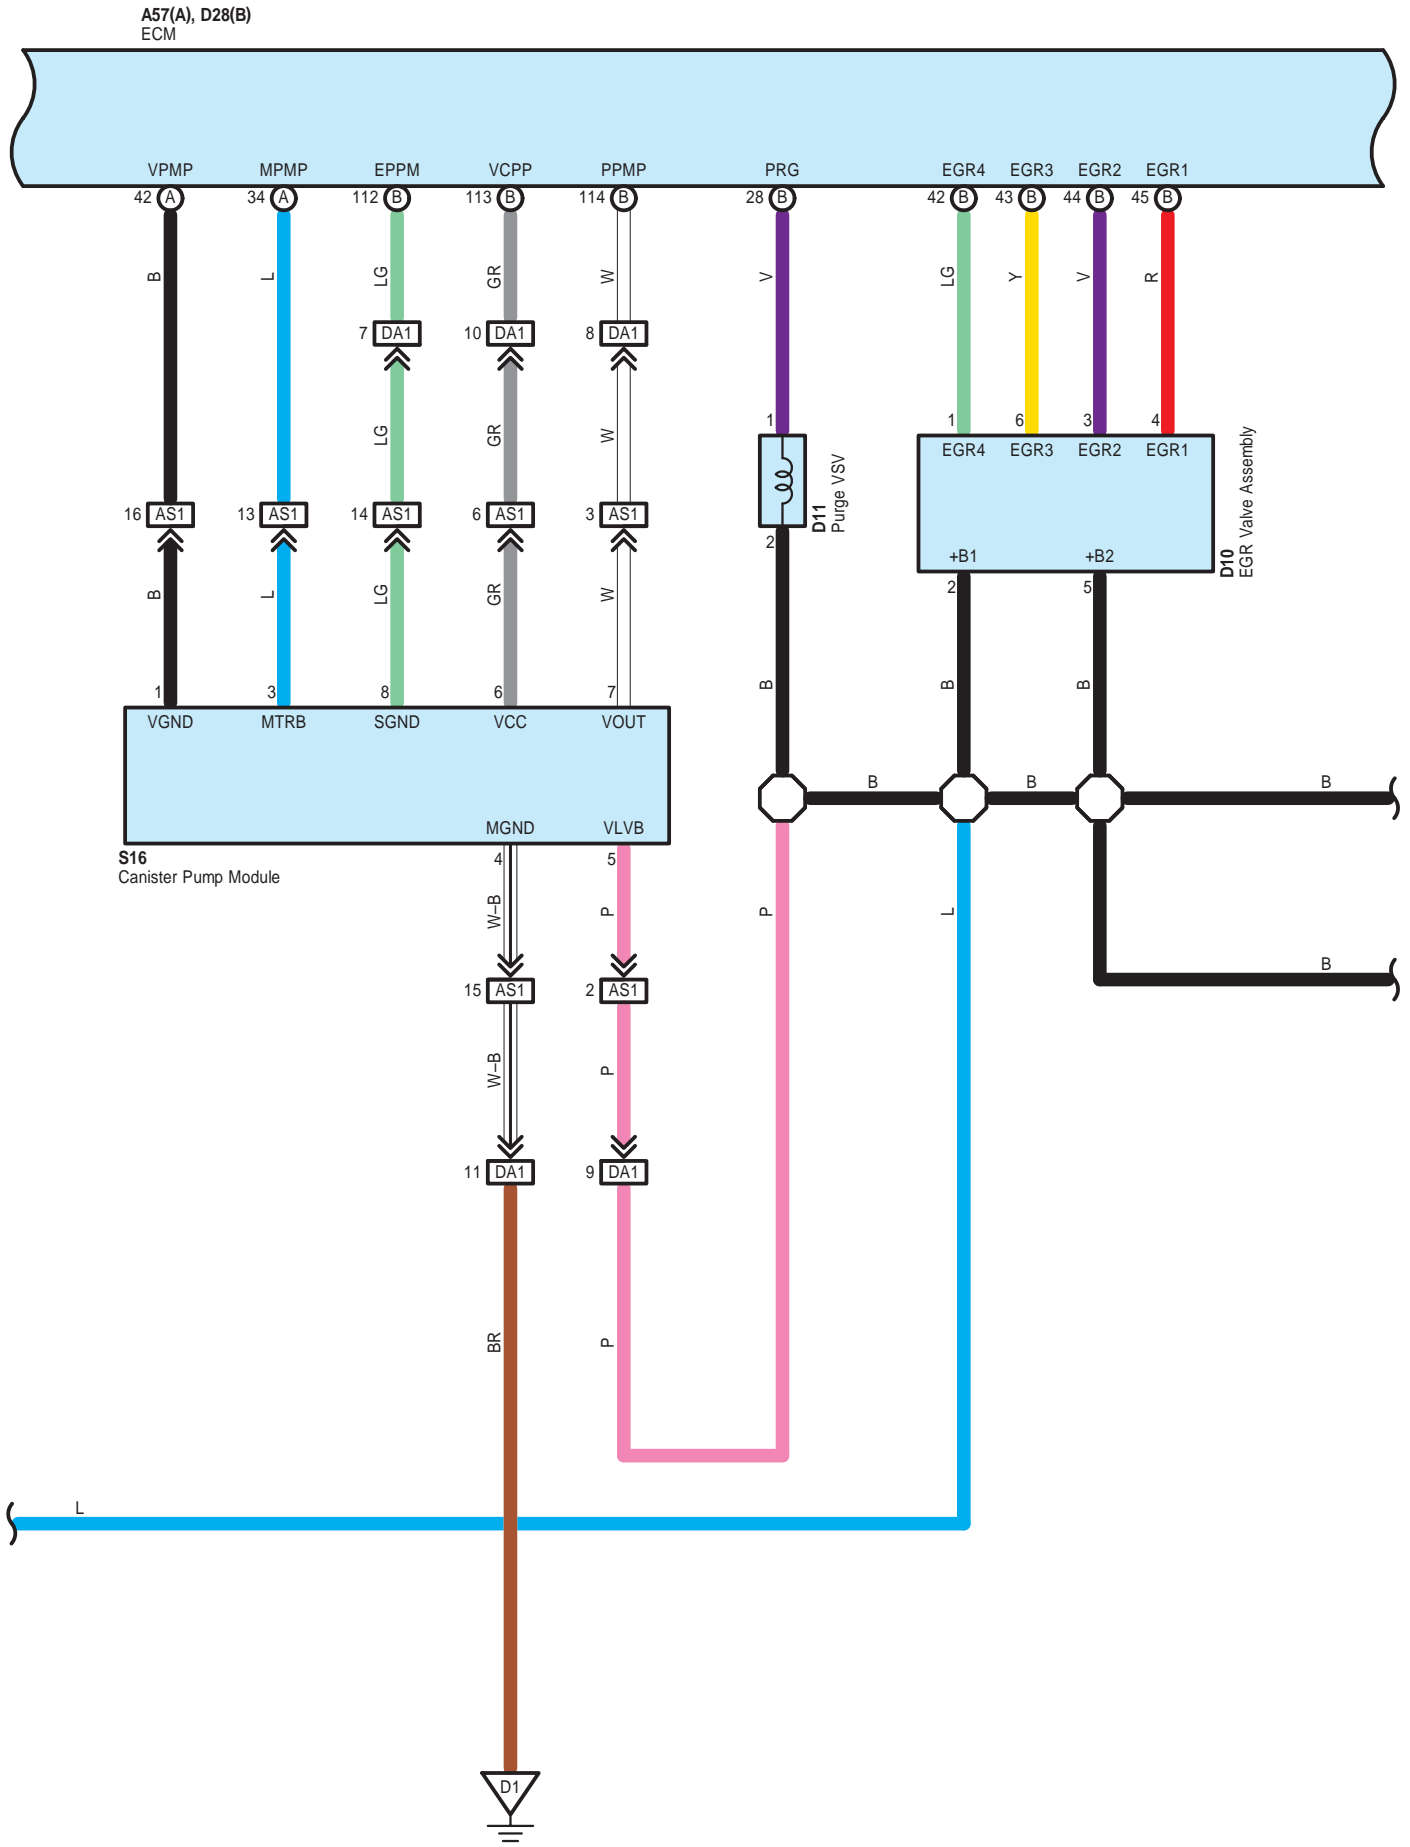 A57(A), D28(B)
ECM
VPMP MPMP EPPM VCPP PPMP PRG EGR4 EGR3 EGR2 EGR1
42 A 34 A 112 B 113 B 114 B 28 B 42 B 43 B 44 B 45 B
B L LG GR W V LG Y V R
7 DA1 10 DA1 8 DA1
LG GR W
1 1 6 3 4
EGR4 EGR3 EGR2 EGR1
D11
Purge VSV
D10
EGR Valve Assembly
16 AS1 13 AS1 14 AS1 6 AS1 3 AS1
2
+B1 +B2
2 5
B L LG GR W
B B B
1 3 8 6 7
VGND MTRB SGND VCC VOUT
B B B
MGND VLVB
S16
Canister Pump Module
4 5
W–B P P L
B
15 AS1 2 AS1
W–B P
11 DA1 9 DA1
BR P
L
D1